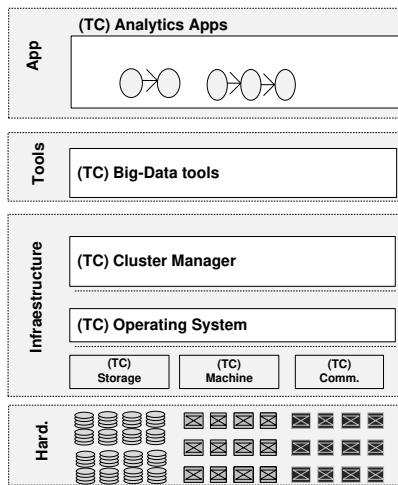 (TC) Analytics Apps
App
Tools
(TC) Big-Data tools
Infraestructure
(TC) Cluster Manager
(TC) Operating System
(TC)
Storage
(TC)
Machine
(TC)
Comm.
Hard.